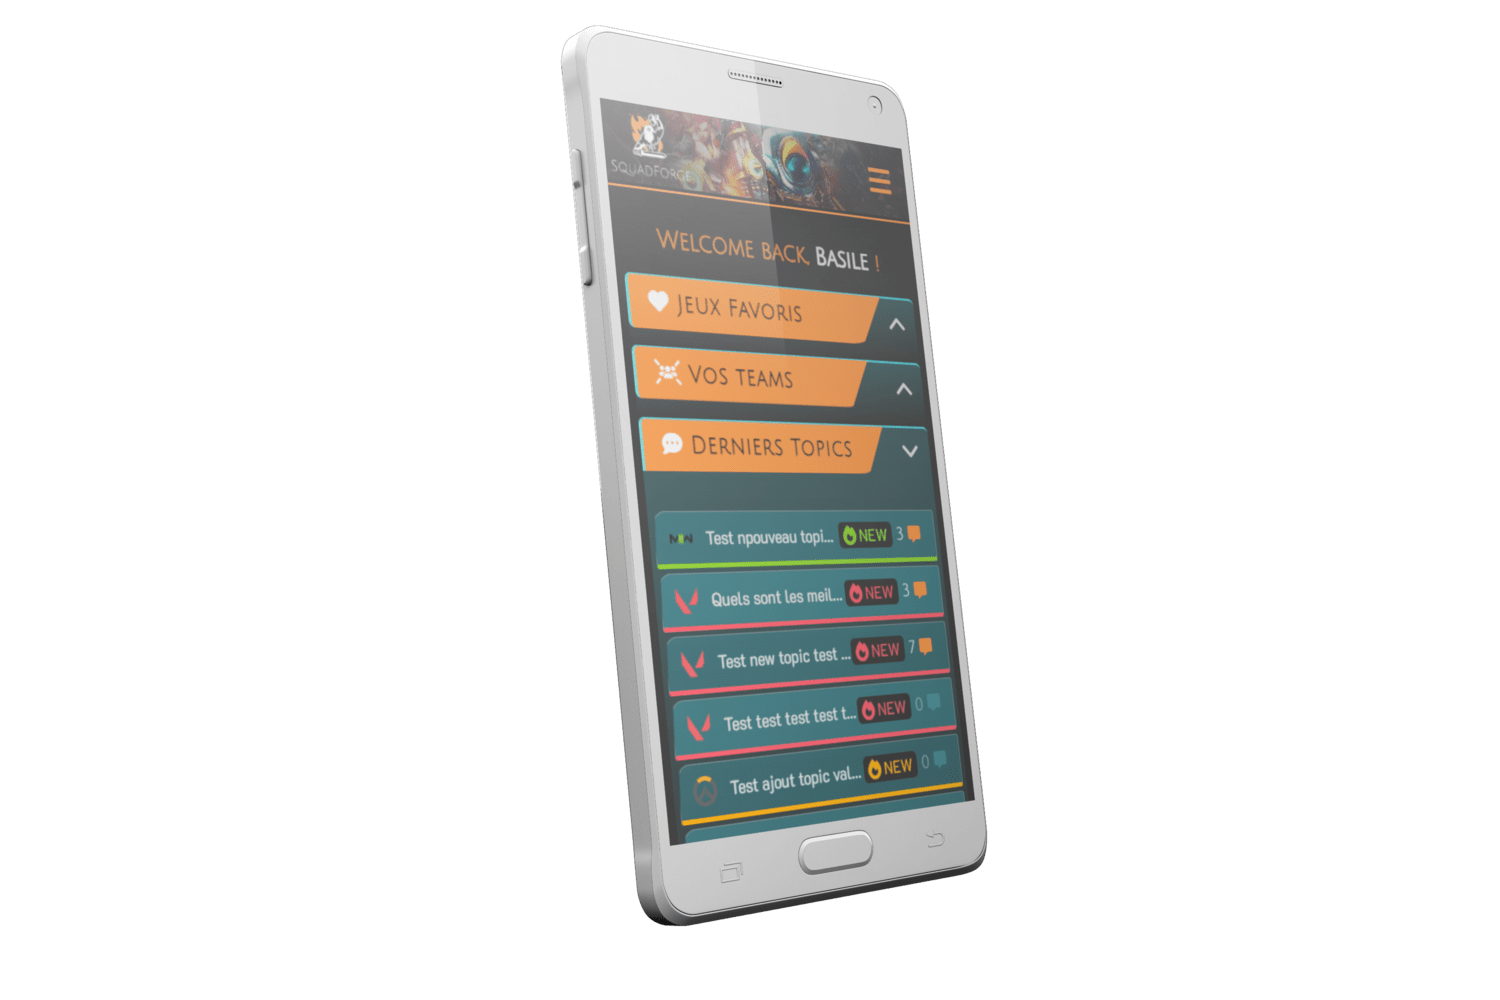 SQUADFORGE
WELCOME BACK, BASILE !
JEUX FAVORIS
VOS TEAMS
DERNIERS TOPICS
MW Test npouveau topi... NEW 3
Quels sont les meil... NEW 3
Test new topic test ... NEW 7
Test test test test t... NEW 0
Test ajout topic val... NEW 0